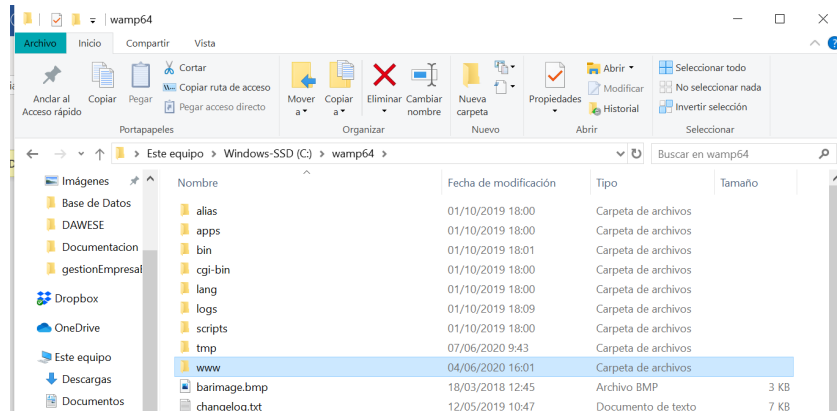 wamp64
Archivo Inicio Compartir Vista
Anclar al Acceso rápido
Copiar
Pegar
Cortar
Copiar ruta de acceso
Pegar acceso directo
Portapapeles
Mover a
Copiar a
Eliminar
Cambiar nombre
Organizar
Nueva carpeta
Nuevo
Propiedades
Abrir
Modificar
Historial
Abrir
Seleccionar todo
No seleccionar nada
Invertir selección
Seleccionar
Este equipo > Windows-SSD (C:) > wamp64 >
Buscar en wamp64
Imágenes
Base de Datos
DAWESE
Documentacion
gestionEmpresa
Dropbox
OneDrive
Este equipo
Descargas
Documentos
Nombre Fecha de modificación Tipo Tamaño
alias 01/10/2019 18:00 Carpeta de archivos
apps 01/10/2019 18:00 Carpeta de archivos
bin 01/10/2019 18:01 Carpeta de archivos
cgi-bin 01/10/2019 18:00 Carpeta de archivos
lang 01/10/2019 18:00 Carpeta de archivos
logs 01/10/2019 18:09 Carpeta de archivos
scripts 01/10/2019 18:00 Carpeta de archivos
tmp 07/06/2020 9:43 Carpeta de archivos
www 04/06/2020 16:01 Carpeta de archivos
barimage.bmp 18/03/2018 12:45 Archivo BMP 3 KB
changelog.txt 12/05/2019 10:47 Documento de texto 7 KB